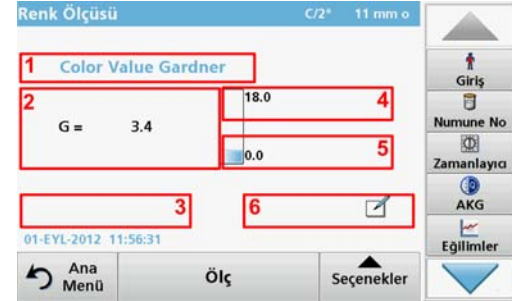 Renk Ölçüsü
C/2° 11 mm o
1 Color Value Gardner
2
G = 3.4
18.0 4
0.0 5
3
6
01-EYL-2012 11:56:31
Ana Menü
Ölç
Seçenekler
Giriş
Numune No
Zamanlayıcı
AKG
Eğilimler